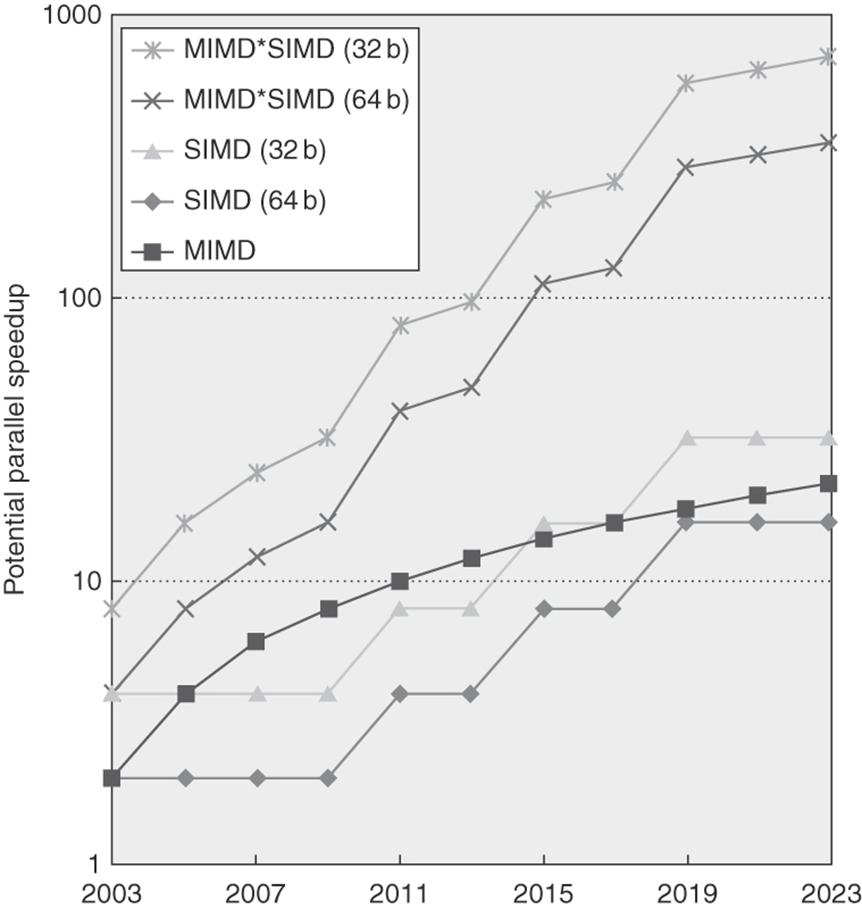 1000
MIMD*SIMD (32 b)
MIMD*SIMD (64 b)
SIMD (32 b)
SIMD (64 b)
MIMD
Potential parallel speedup
100
10
1
2003 2007 2011 2015 2019 2023